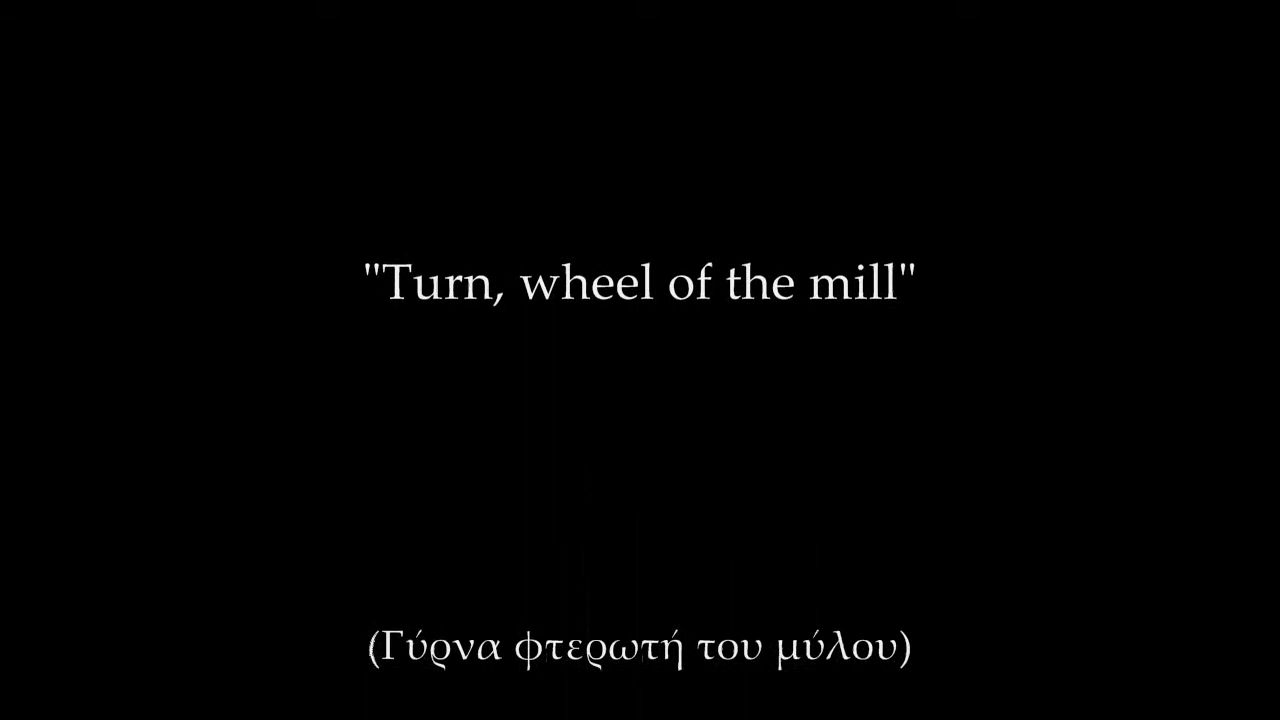 "Turn, wheel of the mill"
(Γύρνα φτερωτή του μύλου)